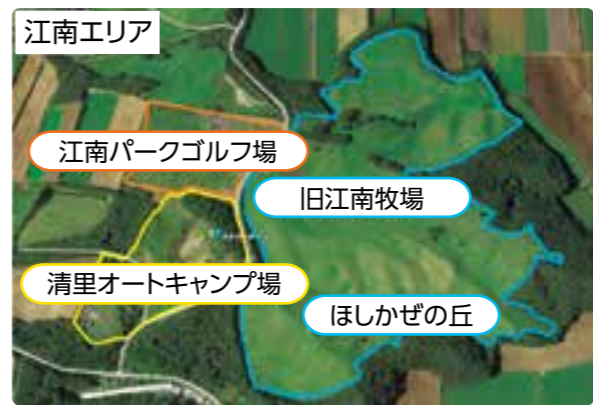 江南エリア
江南パークゴルフ場
旧江南牧場
清里オートキャンプ場
ほしかぜの丘